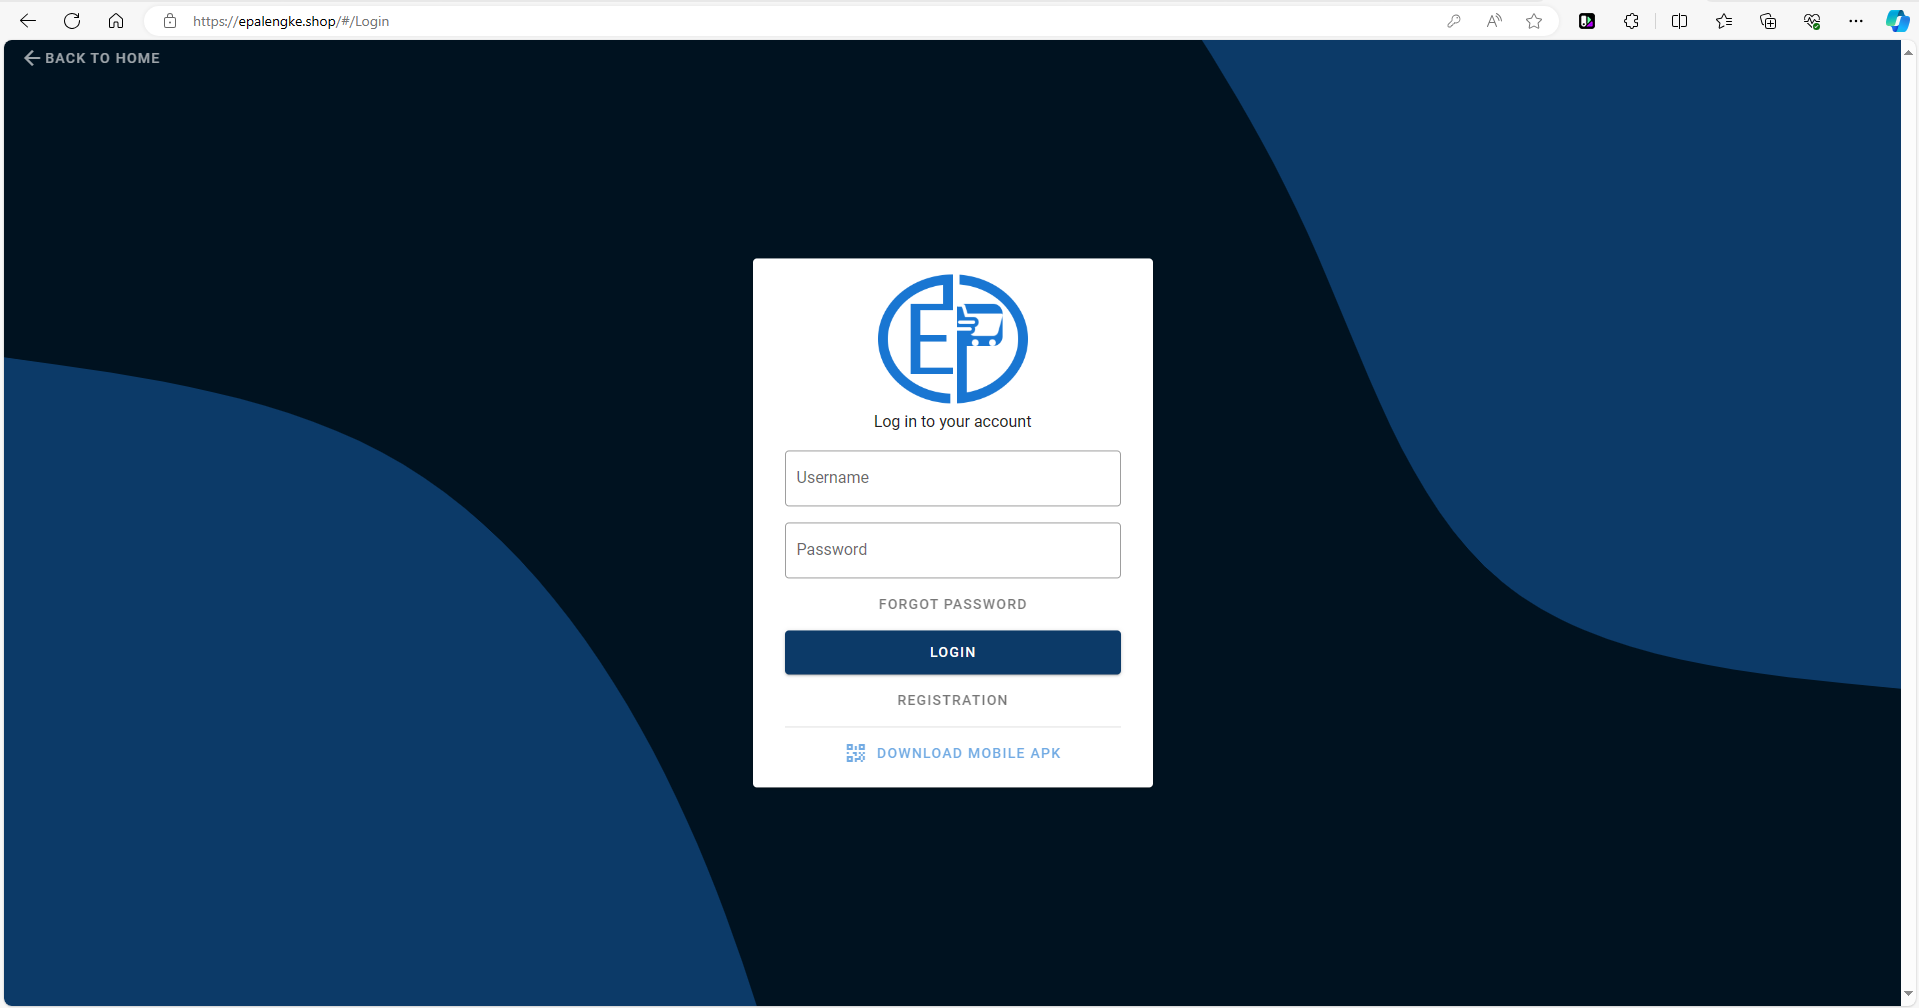 https://epalengke.shop/#/Login
BACK TO HOME
EP
Log in to your account
Username
Password
FORGOT PASSWORD
LOGIN
REGISTRATION
DOWNLOAD MOBILE APK